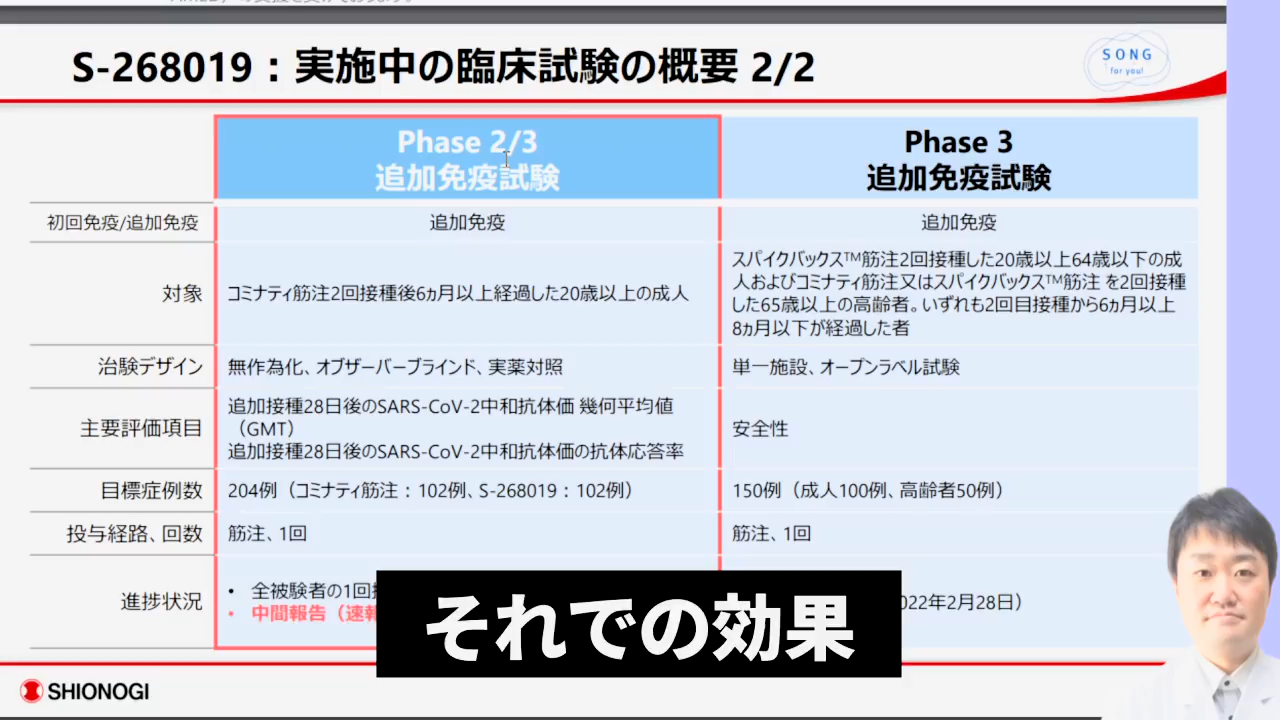 S-268019：実施中の臨床試験の概要 2/2
SONG
for you!
Phase 2/3
追加免疫試験
Phase 3
追加免疫試験
初回免疫/追加免疫
追加免疫
追加免疫
対象
コミナティ筋注2回接種後6ヵ月以上経過した20歳以上の成人
スパイクバックス™筋注2回接種した20歳以上64歳以下の成
人およびコミナティ筋注又はスパイクバックス™筋注 を2回接種
した65歳以上の高齢者。いずれも2回目接種から6ヵ月以上
8ヵ月以下が経過した者
治験デザイン
無作為化、オブザーバーブラインド、実薬対照
単一施設、オープンラベル試験
主要評価項目
追加接種28日後のSARS-CoV-2中和抗体価 幾何平均値
（GMT）
追加接種28日後のSARS-CoV-2中和抗体価の抗体応答率
安全性
目標症例数
204例（コミナティ筋注：102例、S-268019：102例）
150例（成人100例、高齢者50例）
投与経路、回数
筋注、1回
筋注、1回
進捗状況
• 全被験者の1回
• 中間報告（速報
022年2月28日）
それでの効果
SHIONOGI